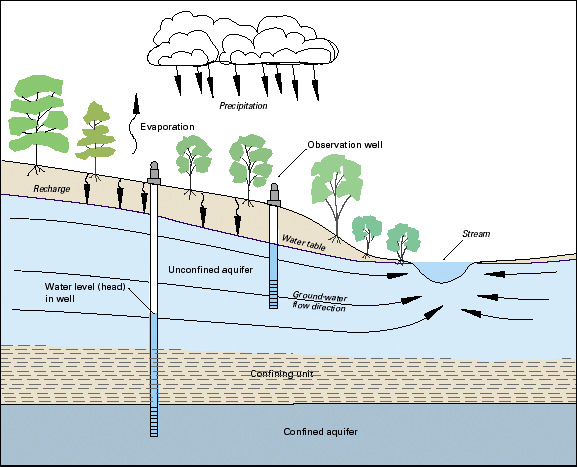 Precipitation
Evaporation
Observation well
Recharge
Stream
Water table
Unconfined aquifer
Water level (head)
in well
Ground-water
flow direction
Confining unit
Confined aquifer